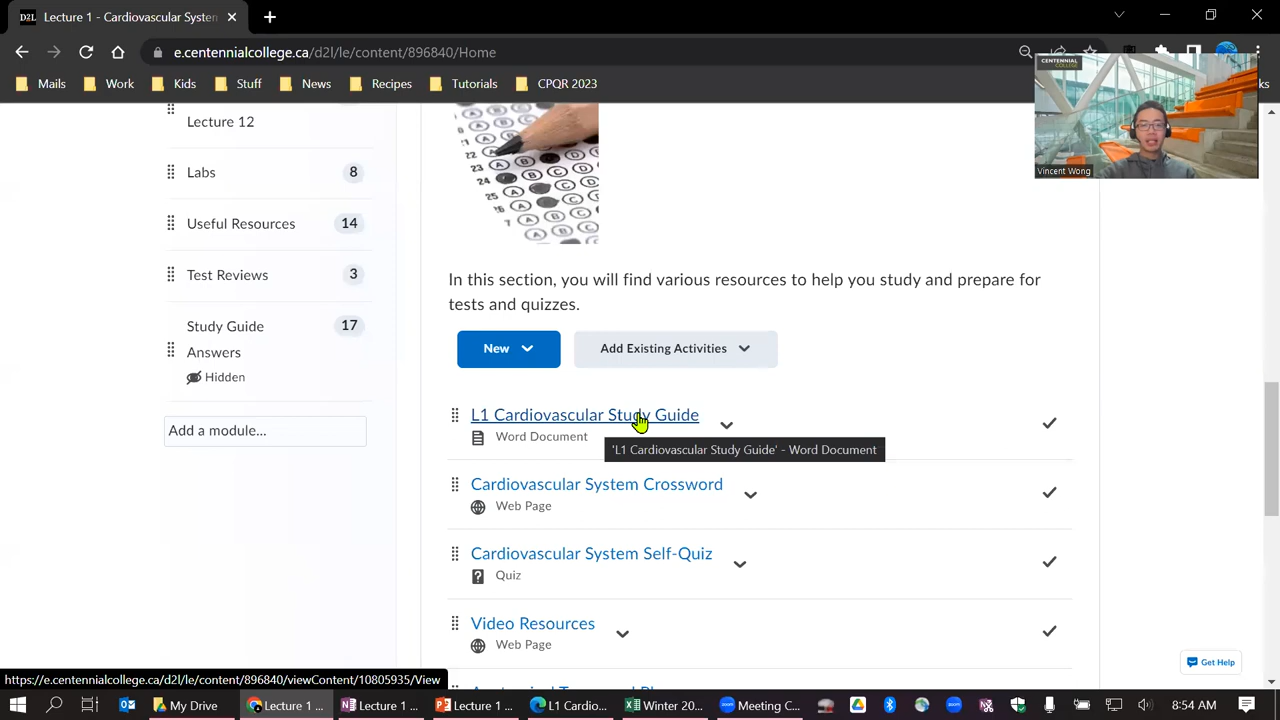 Lecture 1 - Cardiovascular System
e.centennialcollege.ca/d2l/le/content/896840/Home
Mails
Work
Kids
Stuff
News
Tutorials
CPQR 2023
CENTENNIAL
COLLEGE
Vincent Wong
Lecture 12
Labs
8
Useful Resources
14
Test Reviews
3
Study Guide
Answers
17
Hidden
Add a module...
In this section, you will find various resources to help you study and prepare for
tests and quizzes.
New
Add Existing Activities
L1 Cardiovascular Study Guide
Word Document
'L1 Cardiovascular Study Guide' - Word Document
Cardiovascular System Crossword
Web Page
Cardiovascular System Self-Quiz
Quiz
Video Resources
Web Page
Get Help
https://e.centennialcollege.ca/d2l/le/content/896840/viewContent/10805935/View
My Drive
Lecture 1 ...
Lecture 1 ...
Lecture 1 ...
L1 Cardio...
Winter 20...
Meeting C...
8:54 AM